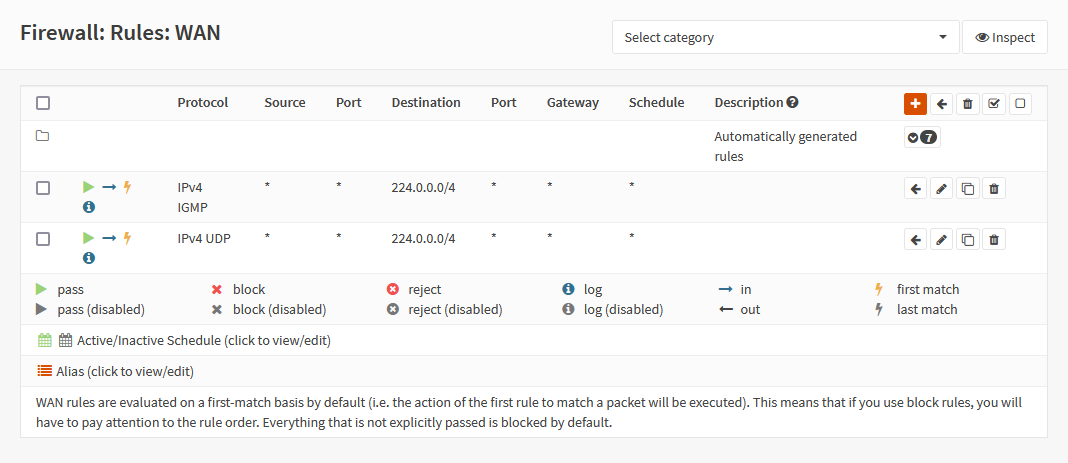 Firewall: Rules: WAN
Select category
Inspect
Protocol Source Port Destination Port Gateway Schedule Description
Automatically generated
rules
7
IPv4 * * 224.0.0.0/4 * * *
IGMP
IPv4 UDP * * 224.0.0.0/4 * * *
pass block reject log in first match
pass (disabled) block (disabled) reject (disabled) log (disabled) out last match
Active/Inactive Schedule (click to view/edit)
Alias (click to view/edit)
WAN rules are evaluated on a first-match basis by default (i.e. the action of the first rule to match a packet will be executed). This means that if you use block rules, you will
have to pay attention to the rule order. Everything that is not explicitly passed is blocked by default.